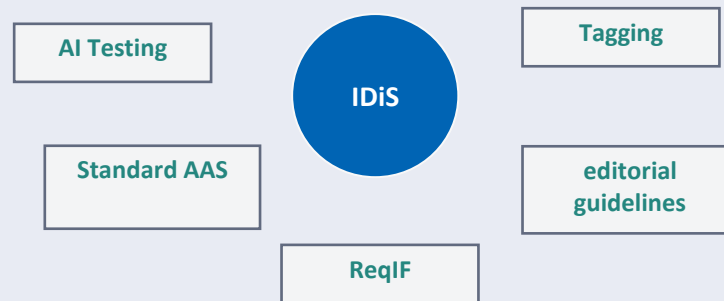 AI Testing
IDiS
Tagging
Standard AAS
editorial
guidelines
ReqIF